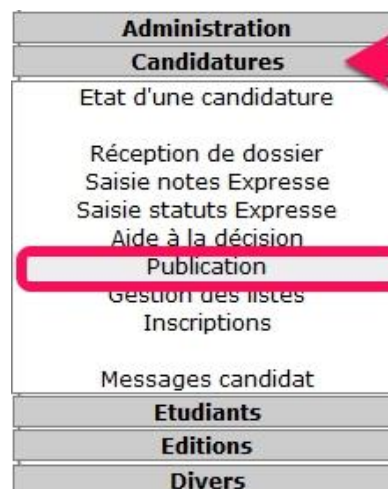 Administration
Candidatures
Etat d'une candidature
Réception de dossier
Saisie notes Expresse
Saisie statuts Expresse
Aide à la décision
Publication
Gestion des listes
Inscriptions
Messages candidat
Etudiants
Editions
Divers